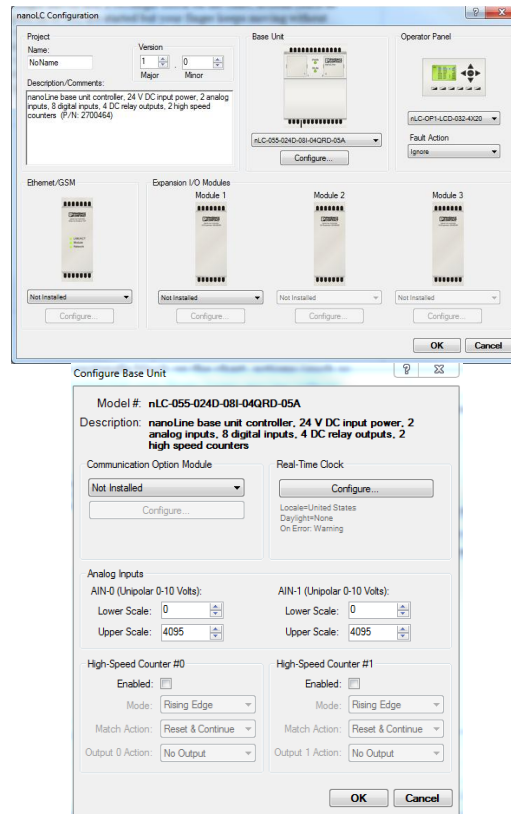 nanoLC Configuration
Project
Name:
NoName
Version
1 . 0
Major Minor
Description/Comments:
nanoLine base unit controller, 24 V DC input power, 2 analog
inputs, 8 digital inputs, 4 DC relay outputs, 2 high speed
counters (P/N: 2700464)
Base Unit
nLC-055-024D-08I-04QRD-05A
Configure...
Operator Panel
nLC-OP1-LCD-032-4X20
Fault Action
Ignore
Ethernet/GSM
Not Installed
Configure...
Expansion I/O Modules
Module 1
Not Installed
Configure...
Module 2
Not Installed
Configure...
Module 3
Not Installed
Configure...
OK Cancel
Configure Base Unit
Model #: nLC-055-024D-08I-04QRD-05A
Description: nanoLine base unit controller, 24 V DC input power, 2
analog inputs, 8 digital inputs, 4 DC relay outputs, 2
high speed counters
Communication Option Module
Not Installed
Configure...
Real-Time Clock
Configure...
Locale=United States
Daylight=None
On Error: Warning
Analog Inputs
AIN-0 (Unipolar 0-10 Volts):
Lower Scale: 0
Upper Scale: 4095
AIN-1 (Unipolar 0-10 Volts):
Lower Scale: 0
Upper Scale: 4095
High-Speed Counter #0
Enabled:
Mode: Rising Edge
Match Action: Reset & Continue
Output 0 Action: No Output
High-Speed Counter #1
Enabled:
Mode: Rising Edge
Match Action: Reset & Continue
Output 1 Action: No Output
OK Cancel